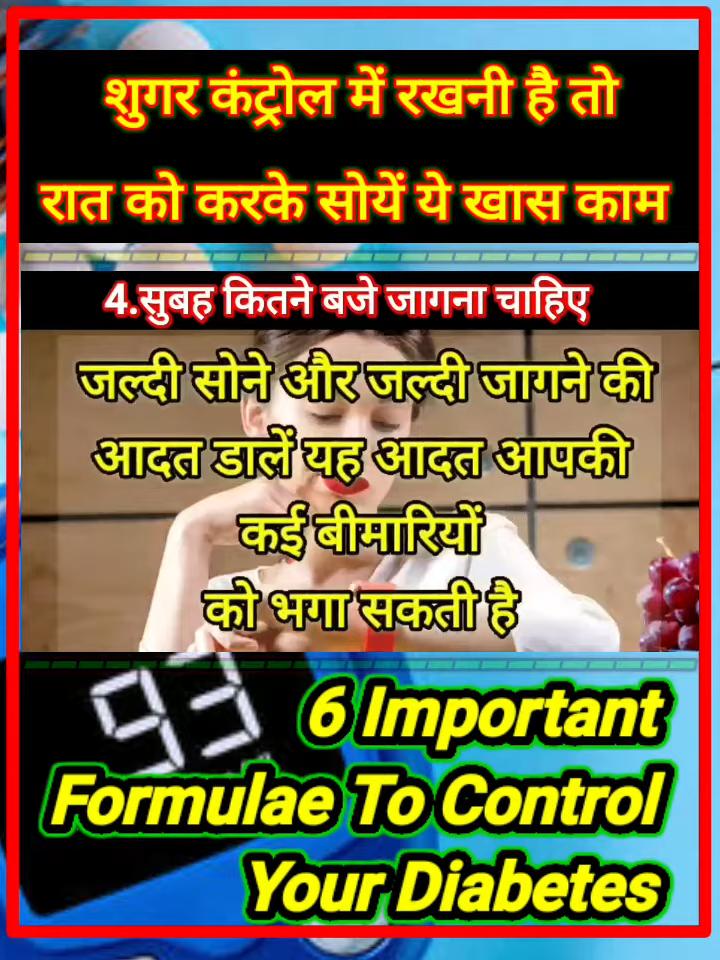 शुगर कंट्रोल में रखनी है तो
रात को करके सोयें ये खास काम
4.सुबह कितने बजे जागना चाहिए
जल्दी सोने और जल्दी जागने की
आदत डालें यह आदत आपकी
कई बीमारियों
को भगा सकती है
93
6 Important
Formulae To Control
Your Diabetes